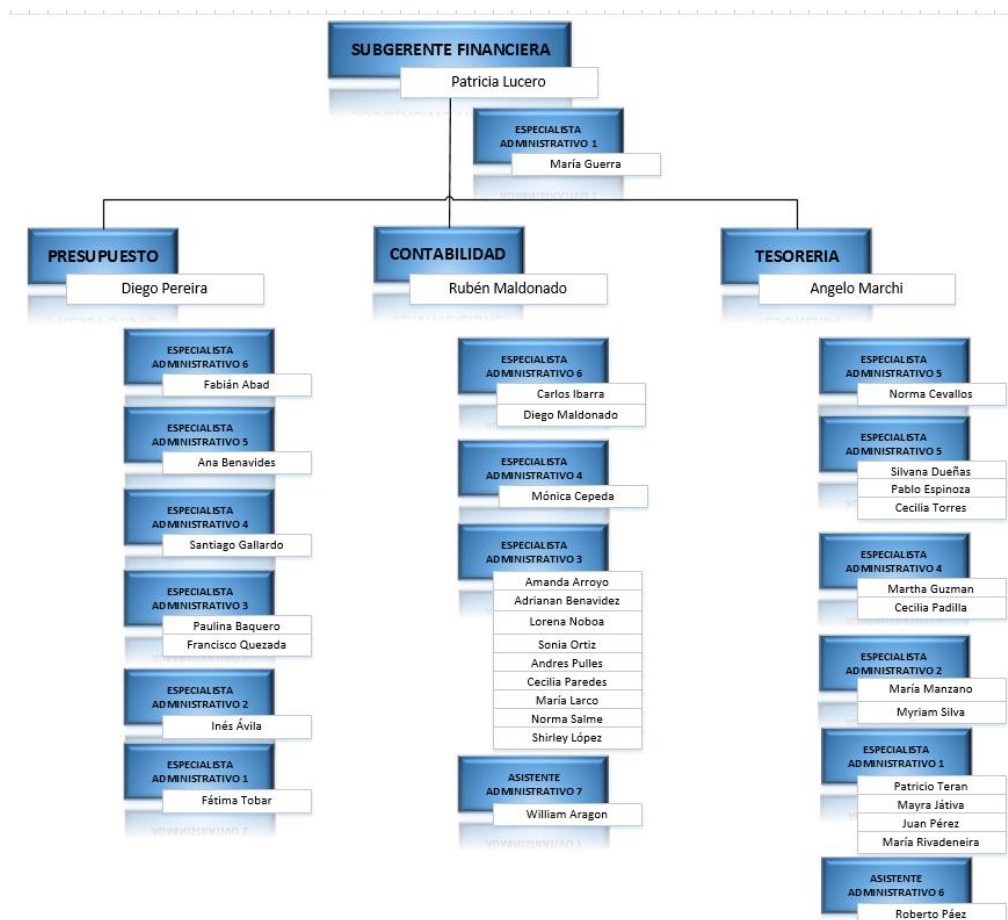 SUBGERENTE FINANCIERA
Patricia Lucero
ESPECIALISTA
ADMINISTRATIVO 1
María Guerra
PRESUPUESTO
Diego Pereira
ESPECIALISTA
ADMINISTRATIVO 6
Fabián Abad
ESPECIALISTA
ADMINISTRATIVO 5
Ana Benavides
ESPECIALISTA
ADMINISTRATIVO 4
Santiago Gallardo
ESPECIALISTA
ADMINISTRATIVO 3
Paulina Baquero
Francisco Quezada
ESPECIALISTA
ADMINISTRATIVO 2
Inés Ávila
ESPECIALISTA
ADMINISTRATIVO 1
Fátima Tobar
CONTABILIDAD
Rubén Maldonado
ESPECIALISTA
ADMINISTRATIVO 6
Carlos Ibarra
Diego Maldonado
ESPECIALISTA
ADMINISTRATIVO 4
Mónica Cepeda
ESPECIALISTA
ADMINISTRATIVO 3
Amanda Arroyo
Adrianan Benavidez
Lorena Noboa
Sonia Ortiz
Andres Pulles
Cecilia Paredes
María Larco
Norma Salme
Shirley López
ASISTENTE
ADMINISTRATIVO 7
William Aragon
TESORERIA
Angelo Marchi
ESPECIALISTA
ADMINISTRATIVO 5
Norma Cevallos
ESPECIALISTA
ADMINISTRATIVO 5
Silvana Dueñas
Pablo Espinoza
Cecilia Torres
ESPECIALISTA
ADMINISTRATIVO 4
Martha Guzman
Cecilia Padilla
ESPECIALISTA
ADMINISTRATIVO 2
María Manzano
Myriam Silva
ESPECIALISTA
ADMINISTRATIVO 1
Patricio Teran
Mayra Játiva
Juan Pérez
María Rivadeneira
ASISTENTE
ADMINISTRATIVO 6
Roberto Páez